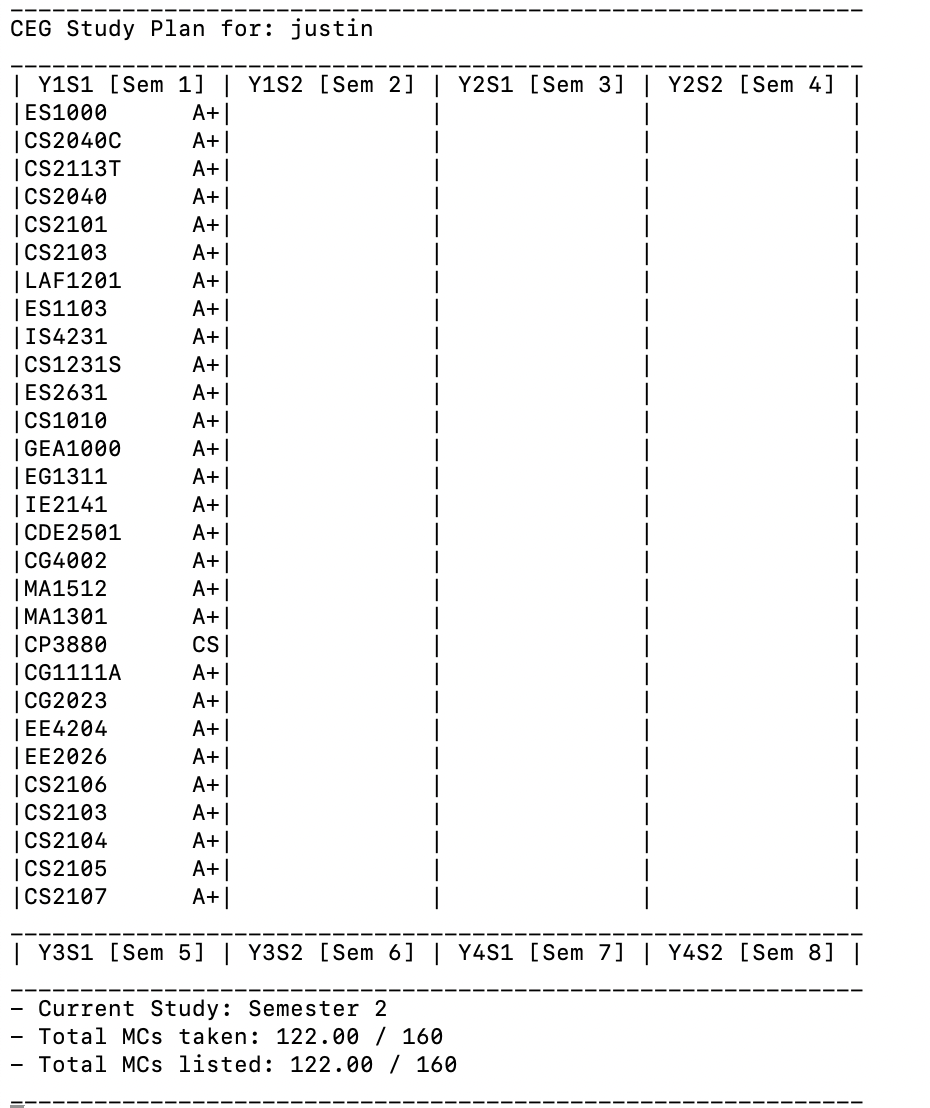 CEG Study Plan for: justin
| Y1S1 [Sem 1] | Y1S2 [Sem 2] | Y2S1 [Sem 3] | Y2S2 [Sem 4] |
|ES1000      A+|              |              |              |
|CS2040C     A+|              |              |              |
|CS2113T     A+|              |              |              |
|CS2040      A+|              |              |              |
|CS2101      A+|              |              |              |
|CS2103      A+|              |              |              |
|LAF1201     A+|              |              |              |
|ES1103      A+|              |              |              |
|IS4231      A+|              |              |              |
|CS1231S     A+|              |              |              |
|ES2631      A+|              |              |              |
|CS1010      A+|              |              |              |
|GEA1000     A+|              |              |              |
|EG1311      A+|              |              |              |
|IE2141      A+|              |              |              |
|CDE2501     A+|              |              |              |
|CG4002      A+|              |              |              |
|MA1512      A+|              |              |              |
|MA1301      A+|              |              |              |
|CP3880      CS|              |              |              |
|CG1111A     A+|              |              |              |
|CG2023      A+|              |              |              |
|EE4204      A+|              |              |              |
|EE2026      A+|              |              |              |
|CS2106      A+|              |              |              |
|CS2103      A+|              |              |              |
|CS2104      A+|              |              |              |
|CS2105      A+|              |              |              |
|CS2107      A+|              |              |              |
| Y3S1 [Sem 5] | Y3S2 [Sem 6] | Y4S1 [Sem 7] | Y4S2 [Sem 8] |
– Current Study: Semester 2
– Total MCs taken: 122.00 / 160
– Total MCs listed: 122.00 / 160